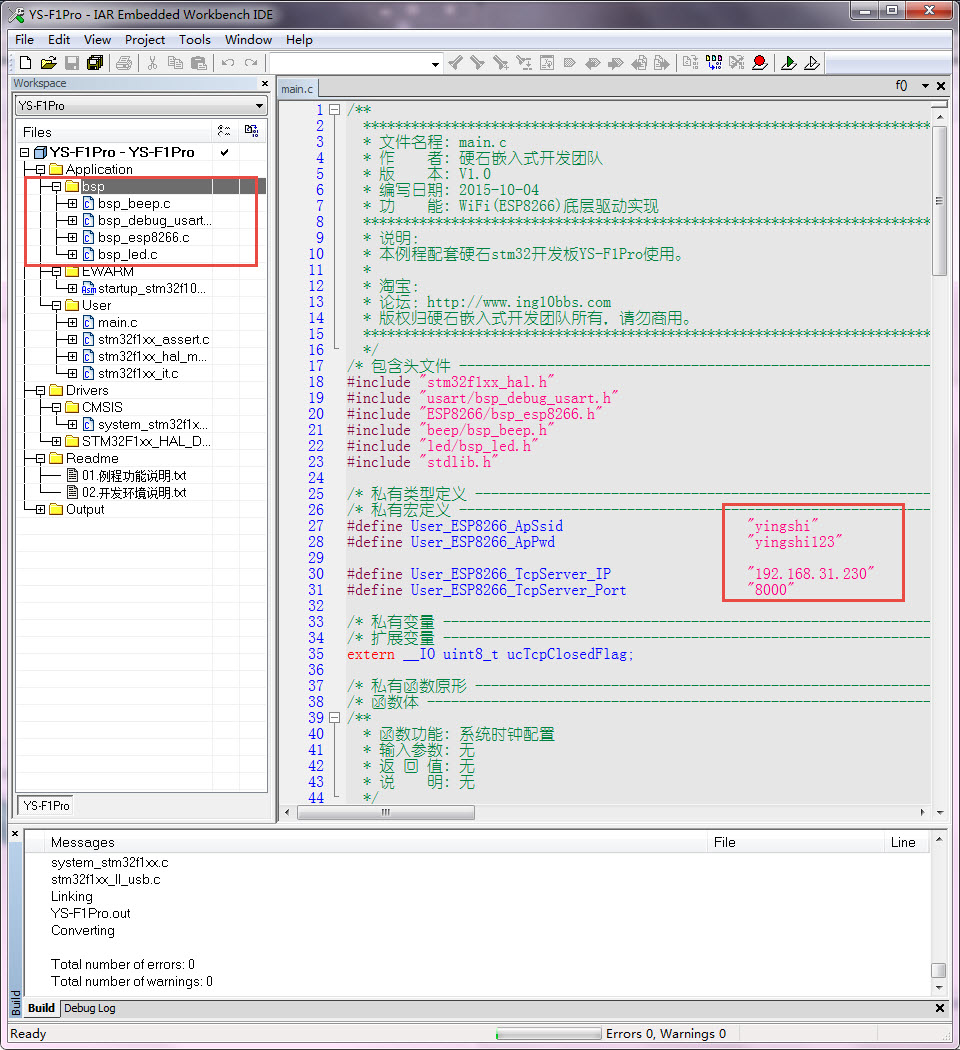 YS-F1Pro - IAR Embedded Workbench IDE
File Edit View Project Tools Window Help
Workspace
YS-F1Pro
Files
YS-F1Pro - YS-F1Pro
Application
bsp
bsp_beep.c
bsp_debug_usart...
bsp_esp8266.c
bsp_led.c
EWARM
startup_stm32f10...
User
main.c
stm32f1xx_assert.c
stm32f1xx_hal_m...
stm32f1xx_it.c
Drivers
CMSIS
system_stm32f1x...
STM32F1xx_HAL_D...
Readme
01.例程功能说明.txt
02.开发环境说明.txt
Output
YS-F1Pro
main.c
f()
1 /**
2 ******************************************************************************
3 * 文件名程: main.c
4 * 作 者: 硬石嵌入式开发团队
5 * 版 本: V1.0
6 * 编写日期: 2015-10-04
7 * 功 能: WiFi(ESP8266)底层驱动实现
8 ******************************************************************************
9 * 说明:
10 * 本例程配套硬石stm32开发板YS-F1Pro使用。
11 *
12 * 淘宝:
13 * 论坛: http://www.ing10bbs.com
14 * 版权归硬石嵌入式开发团队所有，请勿商用。
15 ******************************************************************************
16 */
17 /* 包含头文件 ----------------------------------------------------------------
18 #include "stm32f1xx_hal.h"
19 #include "usart/bsp_debug_usart.h"
20 #include "ESP8266/bsp_esp8266.h"
21 #include "beep/bsp_beep.h"
22 #include "led/bsp_led.h"
23 #include "stdlib.h"
24
25 /* 私有类型定义 --------------------------------------------------------------
26 /* 私有宏定义 ----------------------------------------------------------------
27 #define User_ESP8266_ApSsid "yingshi"
28 #define User_ESP8266_ApPwd "yingshi123"
29
30 #define User_ESP8266_TcpServer_IP "192.168.31.230"
31 #define User_ESP8266_TcpServer_Port "8000"
32
33 /* 私有变量 ------------------------------------------------------------------
34 /* 扩展变量 ------------------------------------------------------------------
35 extern __IO uint8_t ucTcpClosedFlag;
36
37 /* 私有函数原形 --------------------------------------------------------------
38 /* 函数体 --------------------------------------------------------------------
39 /**
40 * 函数功能: 系统时钟配置
41 * 输入参数: 无
42 * 返 回 值: 无
43 * 说 明: 无
44 */
Messages File Line
system_stm32f1xx.c
stm32f1xx_ll_usb.c
Linking
YS-F1Pro.out
Converting
Total number of errors: 0
Total number of warnings: 0
Build
Build Debug Log
Ready Errors 0, Warnings 0